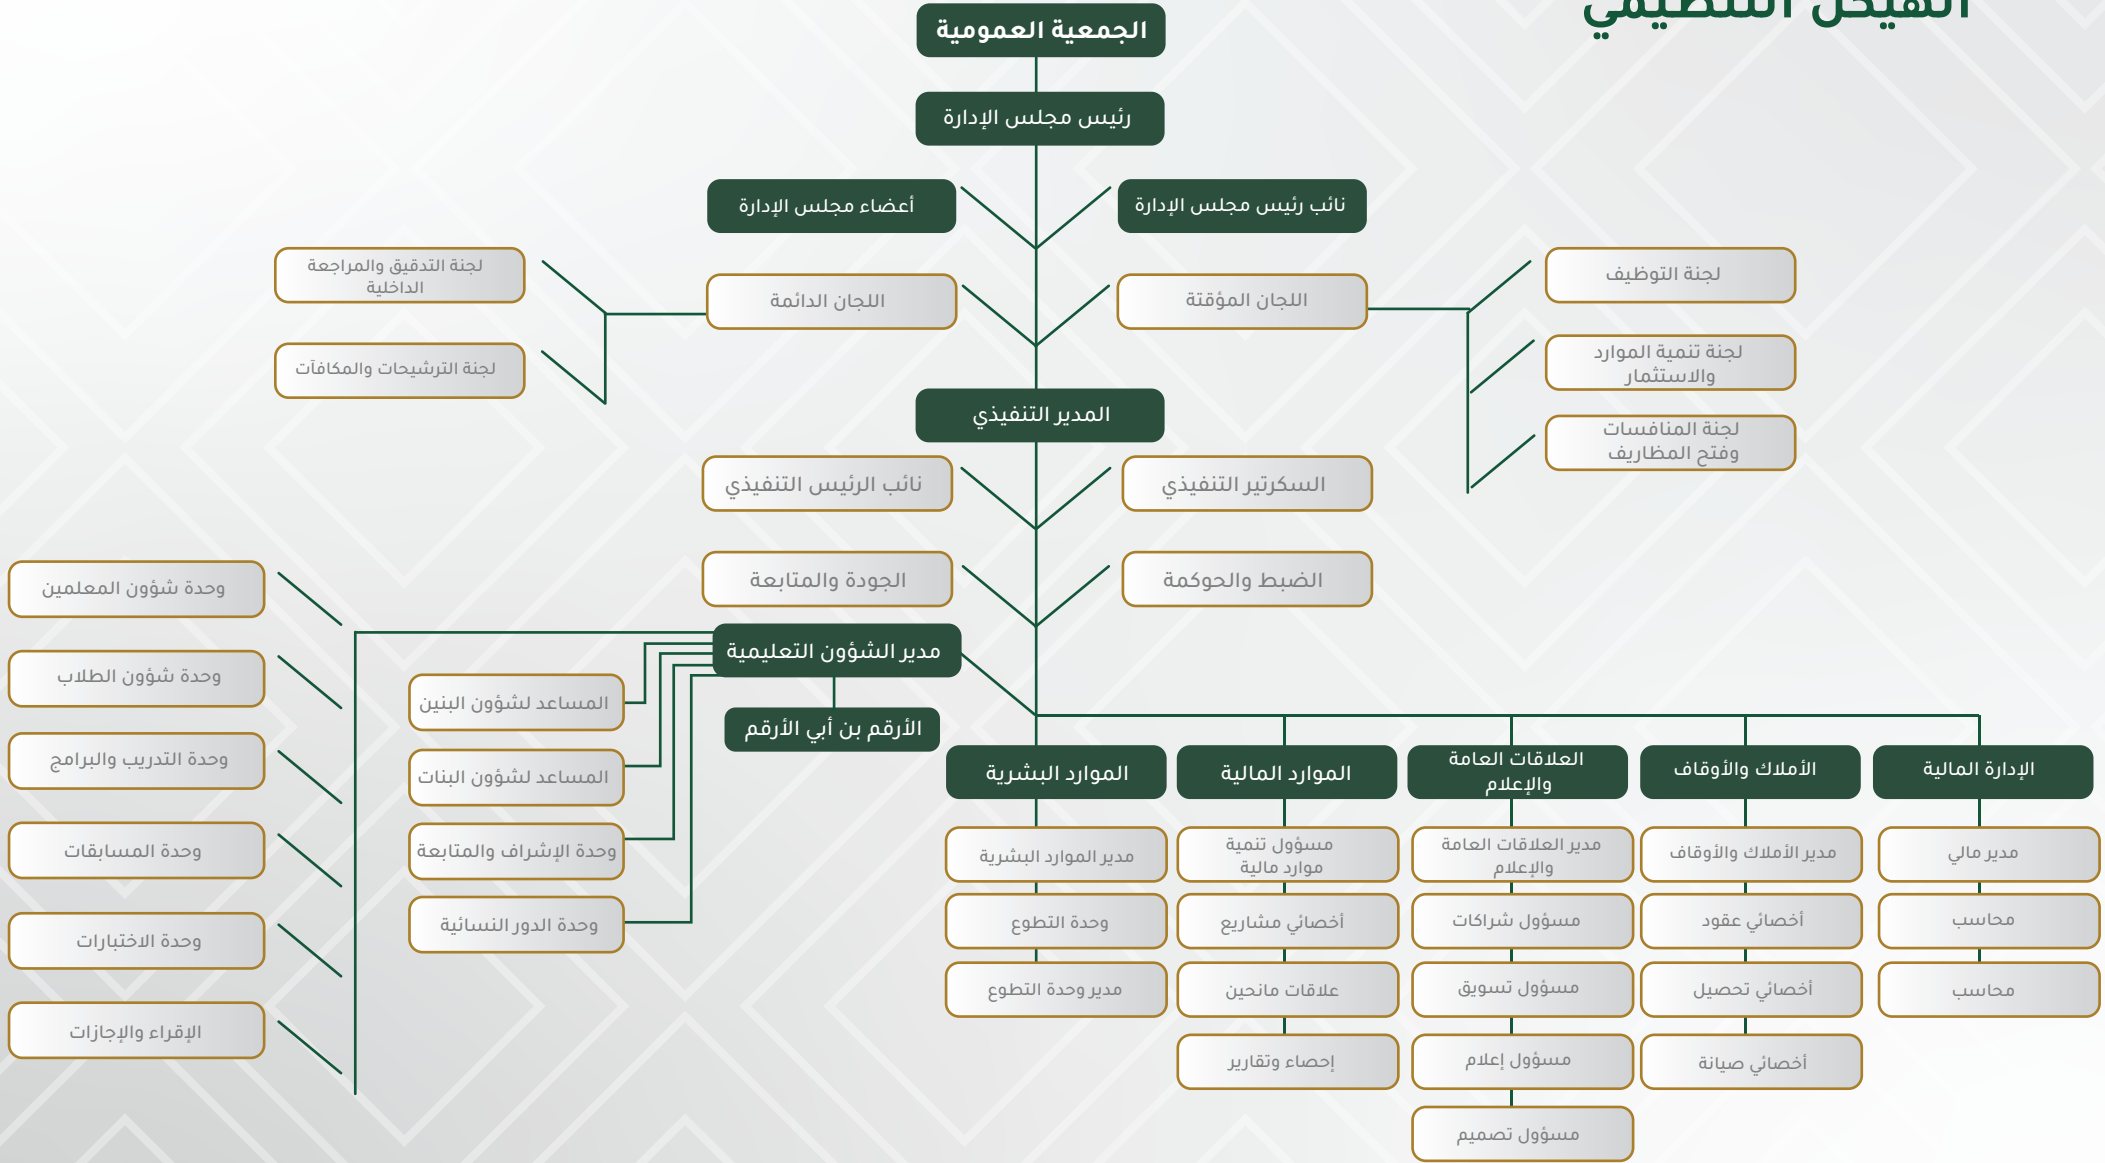 الهيكل التنظيمي
الجمعية العمومية
رئيس مجلس الإدارة
نائب رئيس مجلس الإدارة
أعضاء مجلس الإدارة
اللجان المؤقتة
اللجان الدائمة
لجنة التوظيف
لجنة تنمية الموارد
والاستثمار
لجنة المنافسات
وفتح المظاريف
لجنة التدقيق والمراجعة
الداخلية
لجنة الترشيحات والمكافآت
المدير التنفيذي
السكرتير التنفيذي
نائب الرئيس التنفيذي
الضبط والحوكمة
الجودة والمتابعة
مدير الشؤون التعليمية
الأرقم بن أبي الأرقم
المساعد لشؤون البنين
المساعد لشؤون البنات
وحدة الإشراف والمتابعة
وحدة الدور النسائية
وحدة شؤون المعلمين
وحدة شؤون الطلاب
وحدة التدريب والبرامج
وحدة المسابقات
وحدة الاختبارات
الإقراء والإجازات
الإدارة المالية
مدير مالي
محاسب
محاسب
الأملاك والأوقاف
مدير الأملاك والأوقاف
أخصائي عقود
أخصائي تحصيل
أخصائي صيانة
العلاقات العامة
والإعلام
مدير العلاقات العامة
والإعلام
مسؤول شراكات
مسؤول تسويق
مسؤول إعلام
مسؤول تصميم
الموارد المالية
مسؤول تنمية
موارد مالية
أخصائي مشاريع
علاقات مانحين
إحصاء وتقارير
الموارد البشرية
مدير الموارد البشرية
وحدة التطوع
مدير وحدة التطوع